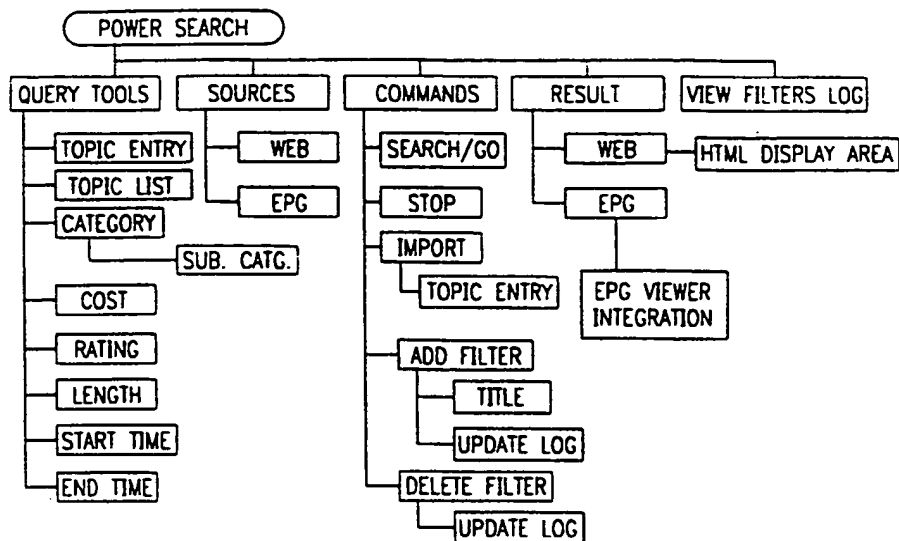 POWER SEARCH
QUERY TOOLS
TOPIC ENTRY
TOPIC LIST
CATEGORY
SUB. CATG.
COST
RATING
LENGTH
START TIME
END TIME
SOURCES
WEB
EPG
COMMANDS
SEARCH/GO
STOP
IMPORT
TOPIC ENTRY
ADD FILTER
TITLE
UPDATE LOG
DELETE FILTER
UPDATE LOG
RESULT
WEB
HTML DISPLAY AREA
EPG
EPG VIEWER
INTEGRATION
VIEW FILTERS LOG